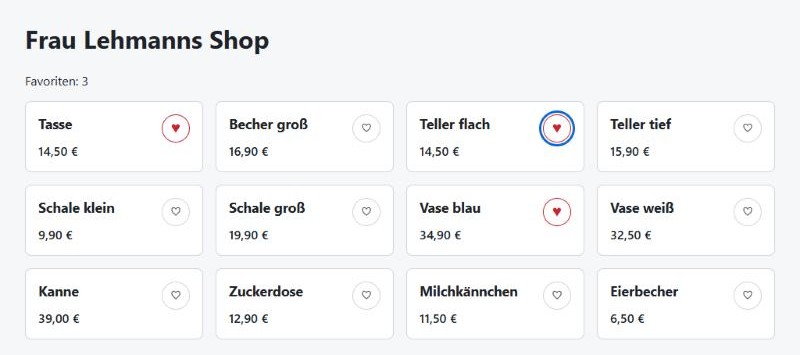 Frau Lehmanns Shop
Favoriten: 3
Tasse
14,50 €
Becher groß
16,90 €
Teller flach
14,50 €
Teller tief
15,90 €
Schale klein
9,90 €
Schale groß
19,90 €
Vase blau
34,90 €
Vase weiß
32,50 €
Kanne
39,00 €
Zuckerdose
12,90 €
Milchkännchen
11,50 €
Eierbecher
6,50 €